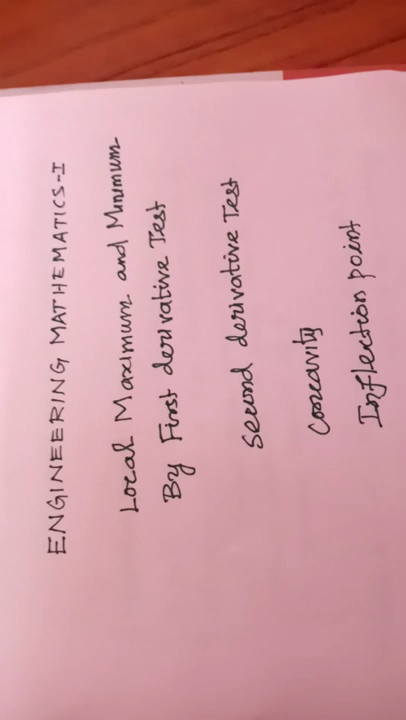 ENGINEERING MATHEMATICS-I
Local Maximum and Minimum
By First derivative Test
Second derivative Test
Concavity
Inflection point